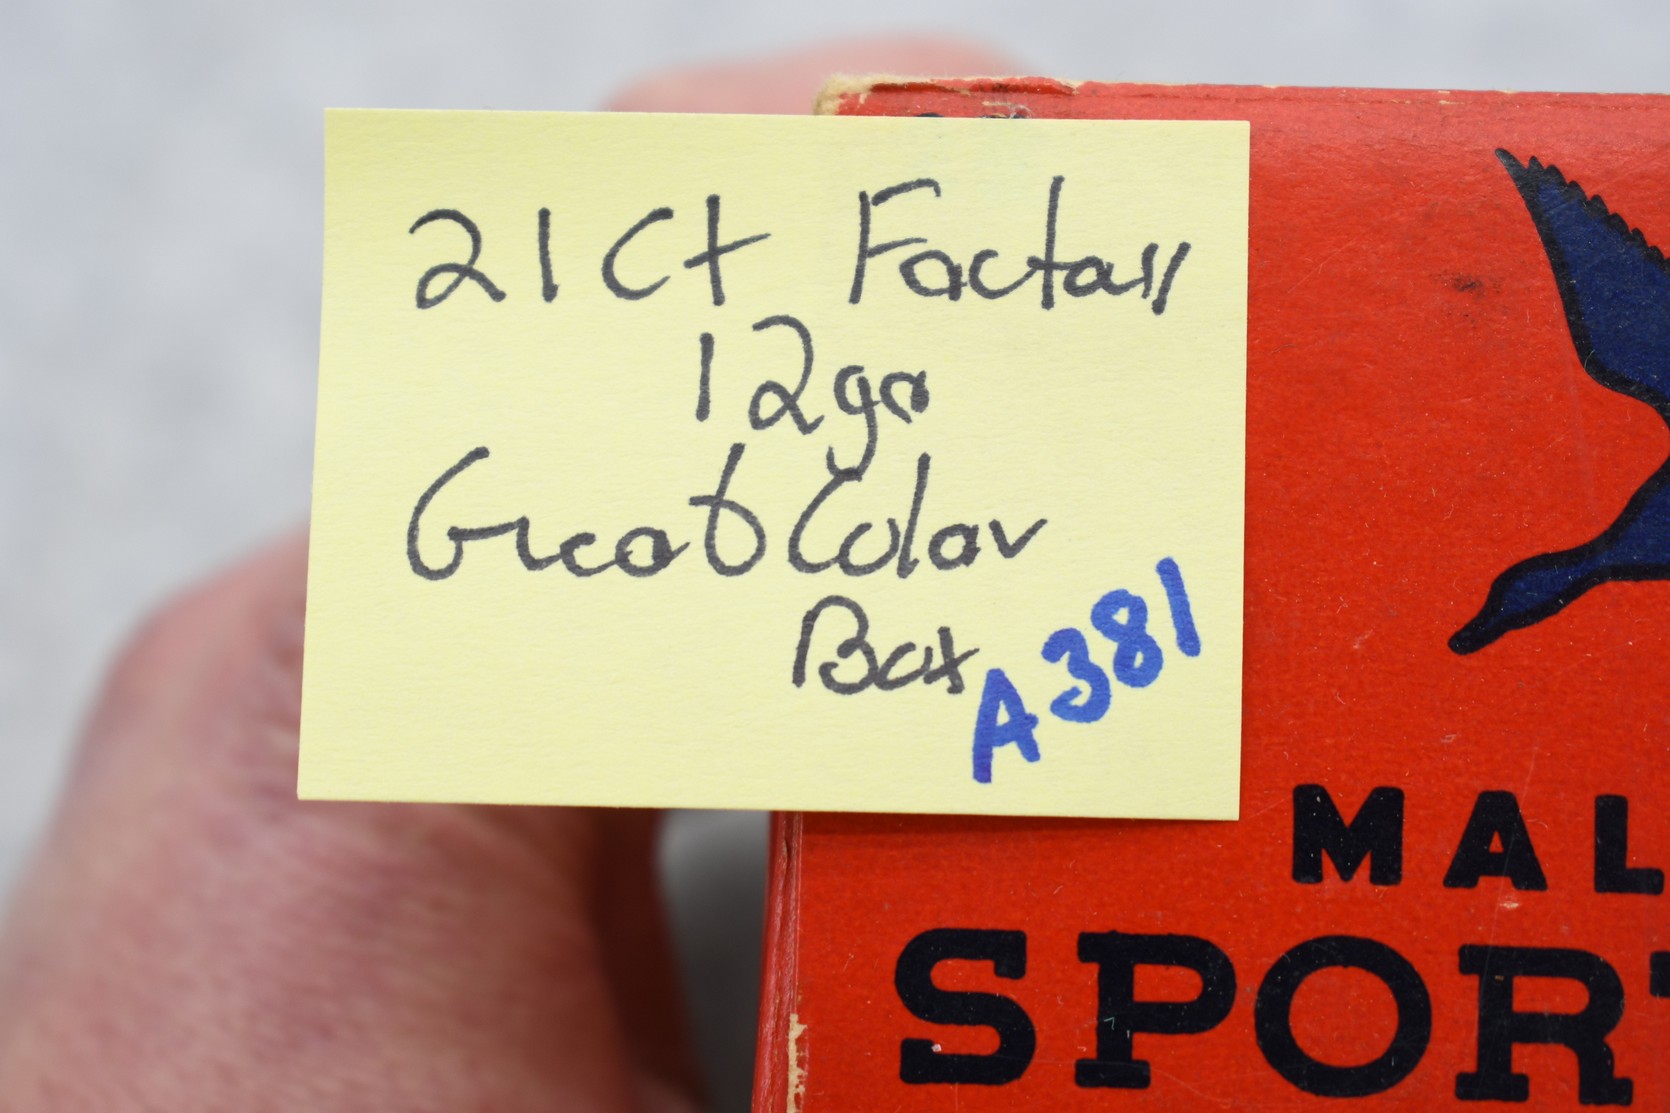 21 Ct Factory
12ga
Great Color
Box
A381
MAL
SPORT